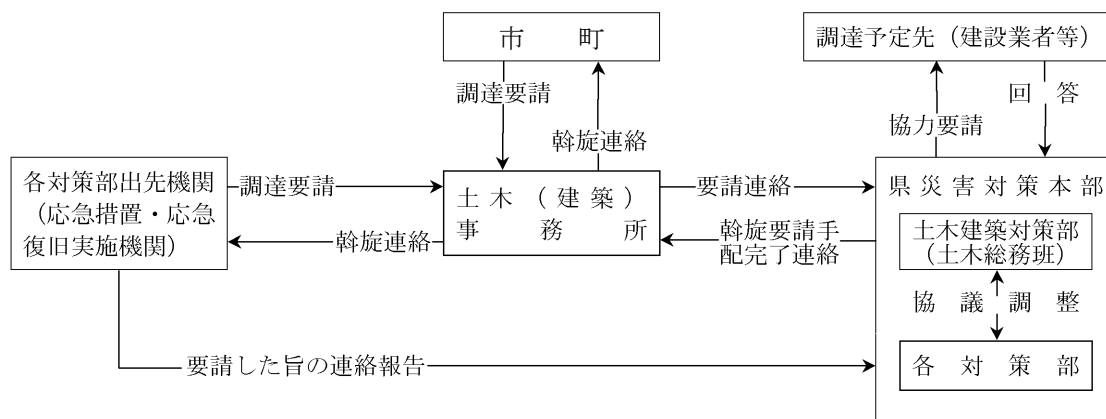 市　町
調達予定先（建設業者等）
調達要請
斡旋連絡
協力要請
回　答
各対策部出先機関
（応急措置・応急
復旧実施機関）
調達要請
斡旋連絡
土木（建築）
事　務　所
要請連絡
斡旋要請手
配完了連絡
県災害対策本部
土木建築対策部
（土木総務班）
協　議　調　整
各　対　策　部
要請した旨の連絡報告